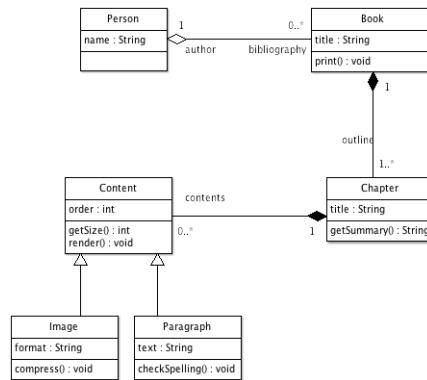 Person
name : String
1
0..*
author
bibliography
Book
title : String
print() : void
1
outline
1..*
Content
order : int
getSize() : int
render() : void
contents
0..*
1
Chapter
title : String
getSummary() : String
Image
format : String
compress() : void
Paragraph
text : String
checkSpelling() : void